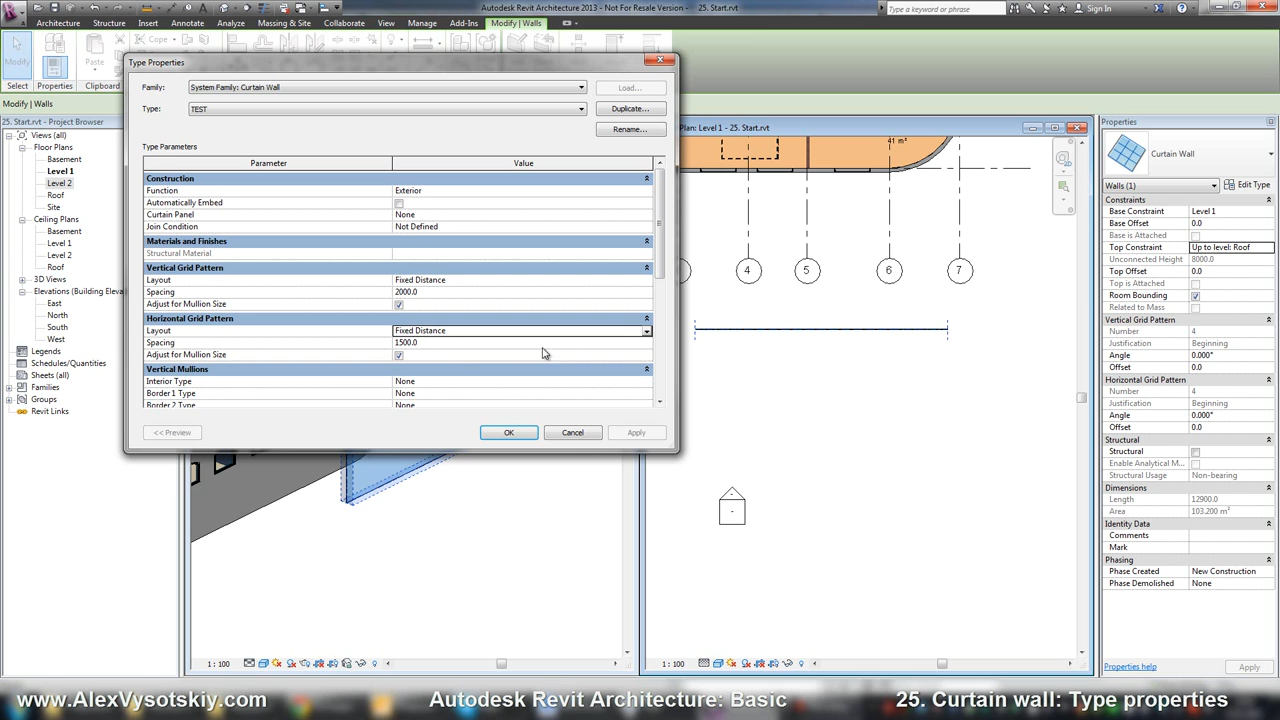 Autodesk Revit Architecture 2013 - Not For Resale Version - 25. Start.rvt
Type a keyword or phrase
Sign In
Architecture Structure Insert Annotate Analyze Massing & Site Collaborate View Manage Add-Ins Modify | Walls
Modify
Paste
Cope
Select Properties Clipboard
Modify | Walls
25. Start.rvt - Project Browser
Views (all)
Floor Plans
Basement
Level 1
Level 2
Roof
Site
Ceiling Plans
Basement
Level 1
Level 2
Roof
3D Views
Elevations (Building Eleva
East
North
South
West
Legends
Schedules/Quantities
Sheets (all)
Families
Groups
Revit Links
Type Properties
Family: System Family: Curtain Wall Load...
Type: TEST Duplicate...
Rename...
Type Parameters
Parameter Value
Construction
Function Exterior
Automatically Embed
Curtain Panel None
Join Condition Not Defined
Materials and Finishes
Structural Material
Vertical Grid Pattern
Layout Fixed Distance
Spacing 2000.0
Adjust for Mullion Size
Horizontal Grid Pattern
Layout Fixed Distance
Spacing 1500.0
Adjust for Mullion Size
Vertical Mullions
Interior Type None
Border 1 Type None
Border 2 Type None
<< Preview OK Cancel Apply
Plan: Level 1 - 25. Start.rvt
41 m²
4 5 6 7
1 : 100
1 : 100
Properties
Curtain Wall
Walls (1) Edit Type
Constraints
Base Constraint Level 1
Base Offset 0.0
Base is Attached
Top Constraint Up to level: Roof
Unconnected Height 8000.0
Top Offset 0.0
Top is Attached
Room Bounding
Related to Mass
Vertical Grid Pattern
Number 4
Justification Beginning
Angle 0.000°
Offset 0.0
Horizontal Grid Pattern
Number 4
Justification Beginning
Angle 0.000°
Offset 0.0
Structural
Structural
Enable Analytical M...
Structural Usage Non-bearing
Dimensions
Length 12900.0
Area 103.200 m²
Identity Data
Comments
Mark
Phasing
Phase Created New Construction
Phase Demolished None
Properties help Apply
www.AlexVysotskiy.com Autodesk Revit Architecture: Basic 25. Curtain wall: Type properties